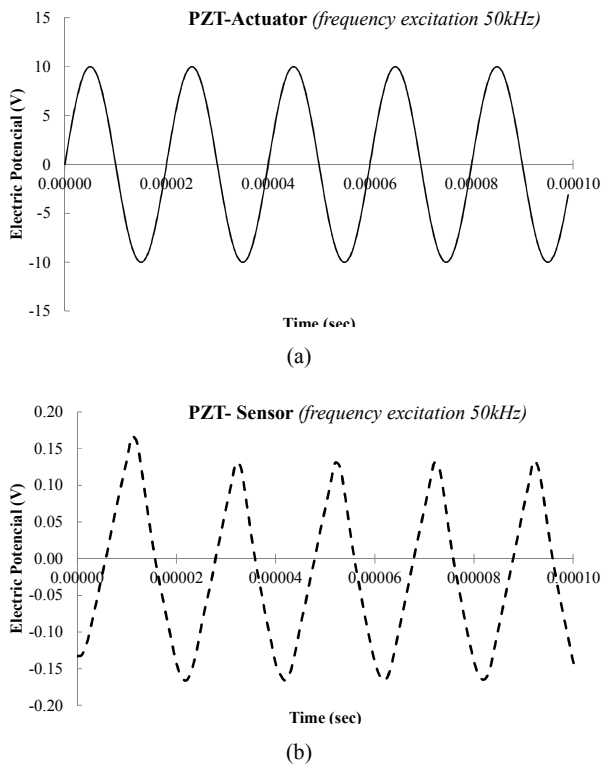 PZT-Actuator (frequency excitation 50kHz)
15
10
5
0
-5
-10
-15
0.00000 0.00002 0.00004 0.00006 0.00008 0.00010
Electric Potencial (V)
Time (sec)
(a)
PZT- Sensor (frequency excitation 50kHz)
0.20
0.15
0.10
0.05
0.00
-0.05
-0.10
-0.15
-0.20
0.00000 0.00002 0.00004 0.00006 0.00008 0.00010
Electric Potencial (V)
Time (sec)
(b)